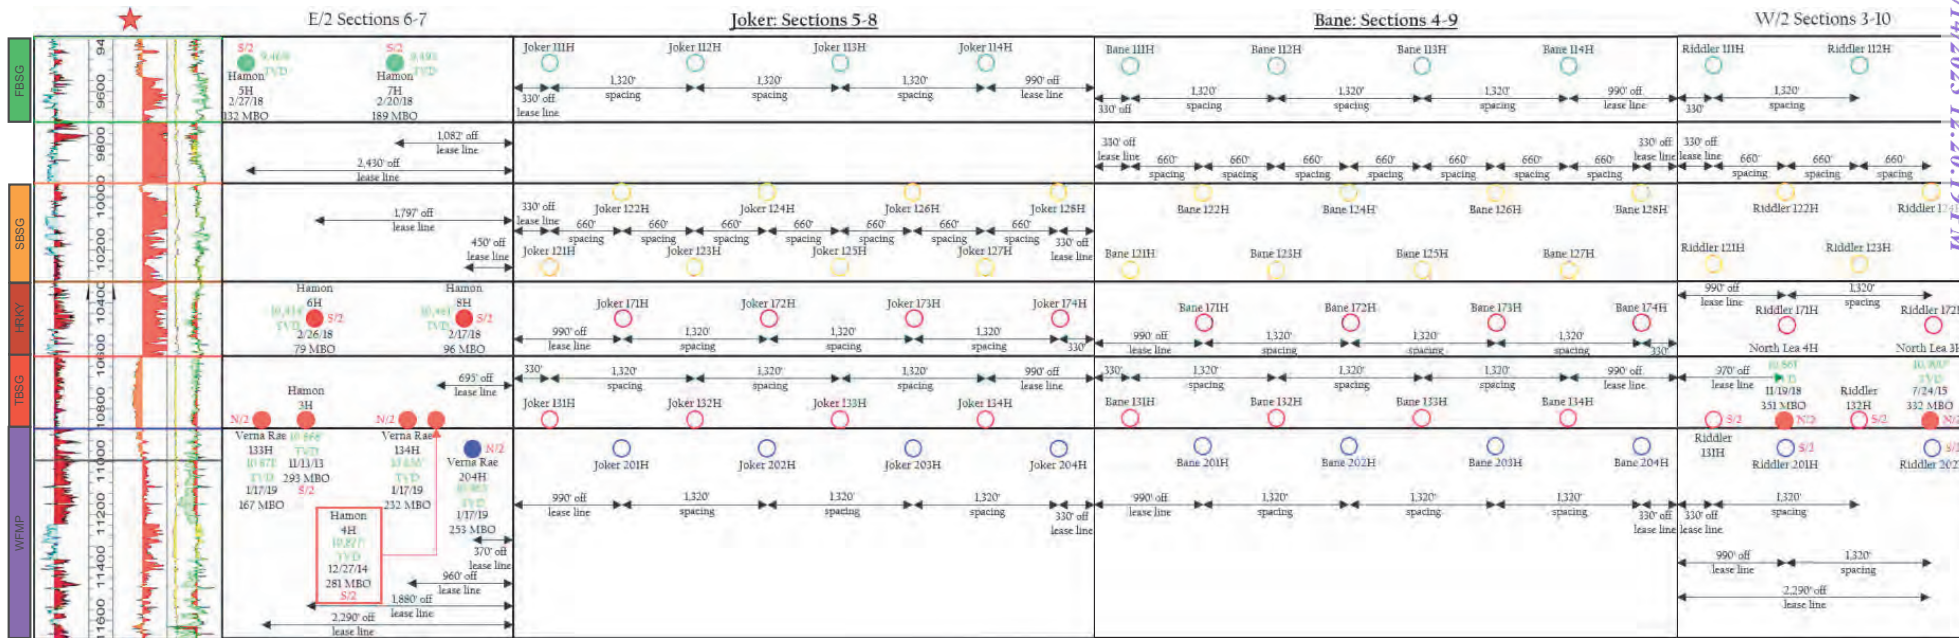 E/2 Sections 6-7
Joker: Sections 5-8
Bane: Sections 4-9
W/2 Sections 3-10
FBSG
SBSG
HRKY
TBSG
WFMP
9600
9800
10000
10200
10400
10600
10800
11000
11200
11400
11600
S/2
TVD
Hamon
5H
2/27/18
132 MBO
S/2
TVD
Hamon
7H
2/20/18
189 MBO
1,082' off
lease line
2,430' off
lease line
1,797' off
lease line
450' off
lease line
Hamon
6H
TVD
S/2
2/26/18
79 MBO
Hamon
8H
TVD
S/2
2/17/18
96 MBO
695' off
lease line
Hamon
3H
N/2
N/2
Verna Rae
133H
TVD
1/17/19
167 MBO
TVD
11/13/13
293 MBO
S/2
Verna Rae
134H
TVD
1/17/19
232 MBO
N/2
Verna Rae
204H
TVD
1/17/19
253 MBO
Hamon
4H
TVD
12/27/14
281 MBO
S/2
370' off
lease line
960' off
lease line
1,880' off
lease line
2,290' off
lease line
Joker 111H
Joker 112H
Joker 113H
Joker 114H
330' off
lease line
1,320'
spacing
1,320'
spacing
1,320'
spacing
990' off
lease line
Joker 122H
Joker 124H
Joker 126H
Joker 128H
330' off
lease line
660'
spacing
660'
spacing
660'
spacing
660'
spacing
660'
spacing
660'
spacing
660'
spacing
330' off
lease line
Joker 121H
Joker 123H
Joker 125H
Joker 127H
Joker 171H
Joker 172H
Joker 173H
Joker 174H
990' off
lease line
1,320'
spacing
1,320'
spacing
1,320'
spacing
330'
330'
1,320'
spacing
1,320'
spacing
1,320'
spacing
990' off
lease line
Joker 131H
Joker 132H
Joker 133H
Joker 134H
Joker 201H
Joker 202H
Joker 203H
Joker 204H
990' off
lease line
1,320'
spacing
1,320'
spacing
1,320'
spacing
330' off
lease line
Bane 111H
Bane 112H
Bane 113H
Bane 114H
330' off
1,320'
spacing
1,320'
spacing
1,320'
spacing
990' off
lease line
330' off
lease line
660'
spacing
660'
spacing
660'
spacing
660'
spacing
660'
spacing
660'
spacing
660'
spacing
330' off
lease line
Bane 122H
Bane 124H
Bane 126H
Bane 128H
Bane 121H
Bane 123H
Bane 125H
Bane 127H
Bane 171H
Bane 172H
Bane 173H
Bane 174H
990' off
lease line
1,320'
spacing
1,320'
spacing
1,320'
spacing
330'
330'
1,320'
spacing
1,320'
spacing
1,320'
spacing
990' off
lease line
Bane 131H
Bane 132H
Bane 133H
Bane 134H
Bane 201H
Bane 202H
Bane 203H
Bane 204H
990' off
lease line
1,320'
spacing
1,320'
spacing
1,320'
spacing
330' off
lease line
Riddler 111H
Riddler 112H
330'
1,320'
spacing
330' off
lease line
660'
spacing
660'
spacing
660'
spacing
Riddler 122H
Riddler 121H
Riddler 123H
990' off
lease line
1,320'
spacing
Riddler 171H
Riddler 172H
North Lea 4H
North Lea 3H
970' off
lease line
TVD
11/19/18
351 MBO
TVD
7/24/15
332 MBO
Riddler
132H
S/2
N/2
S/2
N/2
Riddler
131H
S/2
Riddler 201H
Riddler 202
330' off
lease line
1,320'
spacing
990' off
lease line
1,320'
spacing
2,290' off
lease line